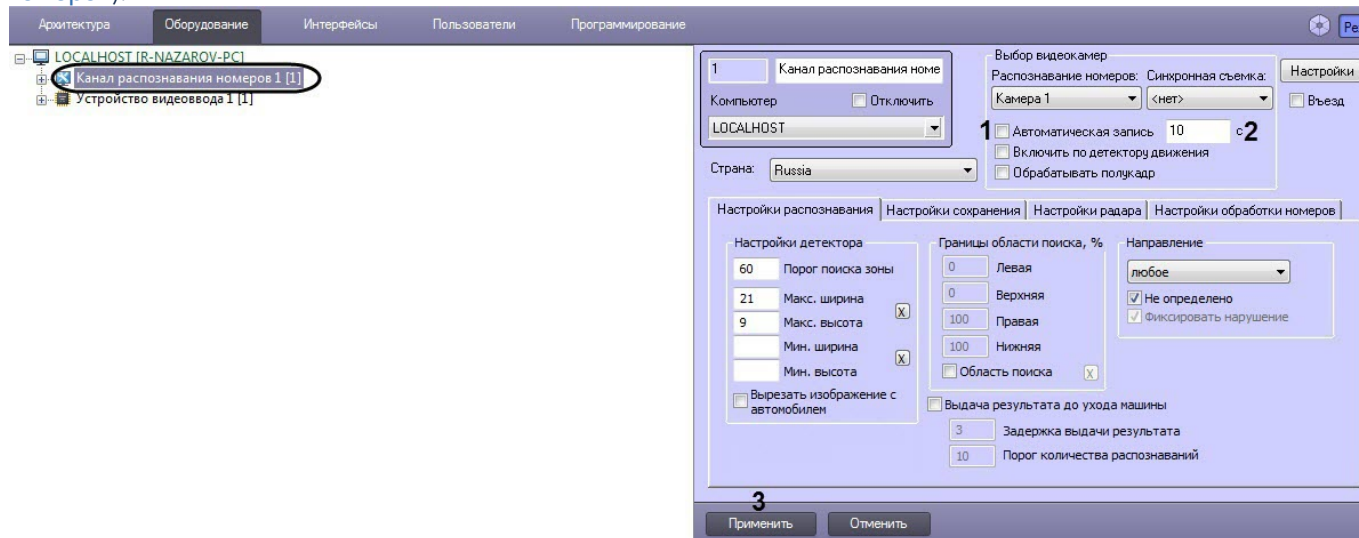 Архитектура Оборудование Интерфейсы Пользователи Программирование
LOCALHOST [R-NAZAROV-PC]
Канал распознавания номеров 1 [1]
Устройство видеоввода 1 [1]
1 Канал распознавания номе
Компьютер Отключить
LOCALHOST
Страна: Russia
Выбор видеокамер
Распознавание номеров: Синхронная съемка:
Камера 1 <нет>
1 Автоматическая запись 10 с 2
Включить по детектору движения
Обрабатывать полукадр
Настройки
Въезд
Настройки распознавания Настройки сохранения Настройки радара Настройки обработки номеров
Настройки детектора
60 Порог поиска зоны
21 Макс. ширина
9 Макс. высота
X
Мин. ширина
Мин. высота
X
Вырезать изображение с
автомобилем
Границы области поиска, %
0 Левая
0 Верхняя
100 Правая
100 Нижняя
Область поиска X
Направление
любое
Не определено
Фиксировать нарушение
Выдача результата до ухода машины
3 Задержка выдачи результата
10 Порог количества распознаваний
3
Применить Отменить